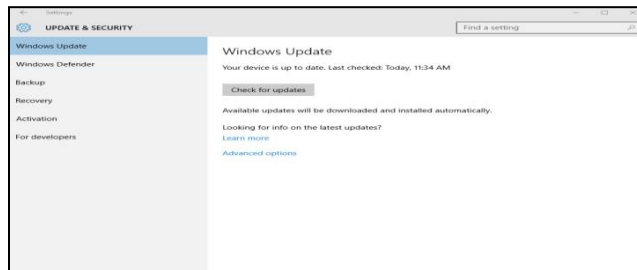 Settings
UPDATE & SECURITY
Find a setting
Windows Update
Windows Defender
Backup
Recovery
Activation
For developers
Windows Update
Your device is up to date. Last checked: Today, 11:34 AM
Check for updates
Available updates will be downloaded and installed automatically.
Looking for info on the latest updates?
Learn more
Advanced options